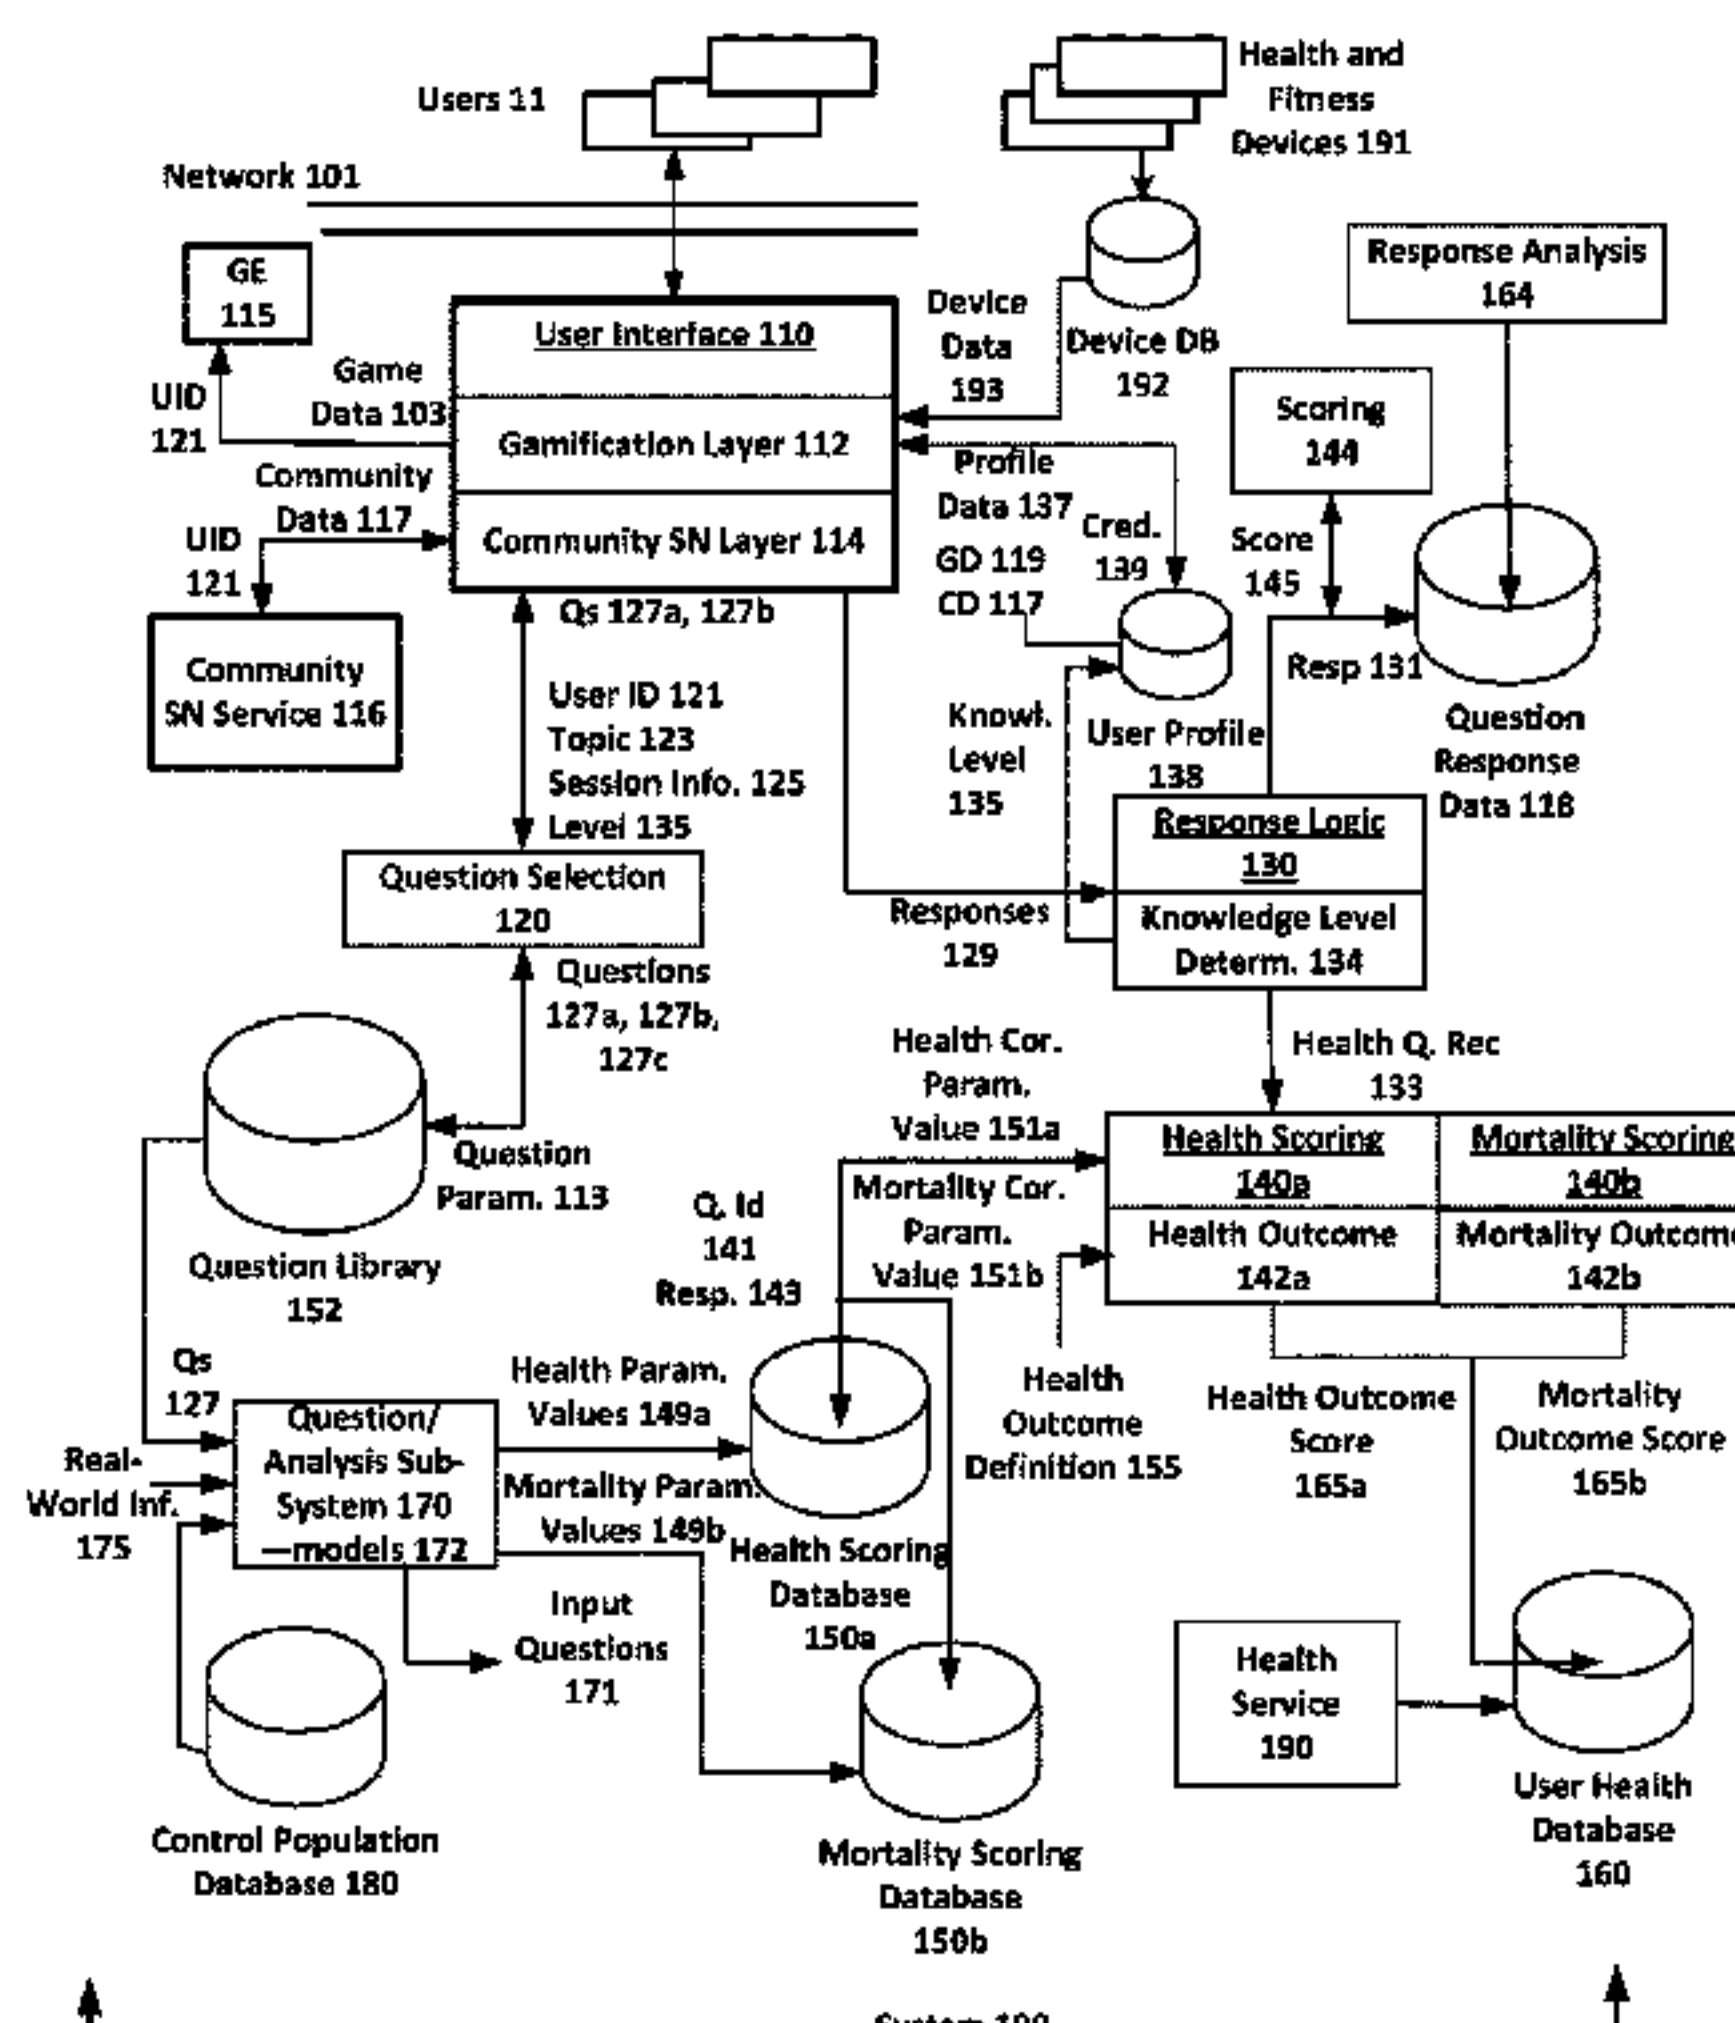 Users 11
Health and
Fitness
Devices 191
Network 101
GE
115
User Interface 110
Gamification Layer 112
Community SN Layer 114
Game
Data 103
UID
121
Community
Data 117
UID
121
Community
SN Service 116
Device
Data
193
Device DB
192
Response Analysis
164
Scoring
144
Score
145
Profile
Data 137
GD 119
CD 117
Cred.
139
User Profile
138
Resp 131
Question
Response
Data 118
Qs 127a, 127b
User ID 121
Topic 123
Session Info. 125
Level 135
Knowl.
Level
135
Response Logic
130
Knowledge Level
Determ. 134
Responses
129
Question Selection
120
Questions
127a, 127b,
127c
Question
Param. 113
Question Library
152
Health Cor.
Param.
Value 151a
Mortality Cor.
Param.
Value 151b
Health Q. Rec
133
Health Scoring
140a
Mortality Scoring
140b
Health Outcome
142a
Mortality Outcome
142b
Q. Id
141
Resp. 143
Qs
127
Real-
World Inf.
175
Question/
Analysis Sub-
System 170
—models 172
Health Param.
Values 149a
Mortality Param.
Values 149b
Health
Outcome
Definition 155
Health Outcome
Score
165a
Mortality
Outcome Score
165b
Health Scoring
Database
150a
Input
Questions
171
Health
Service
190
User Health
Database
160
Control Population
Database 180
Mortality Scoring
Database
150b